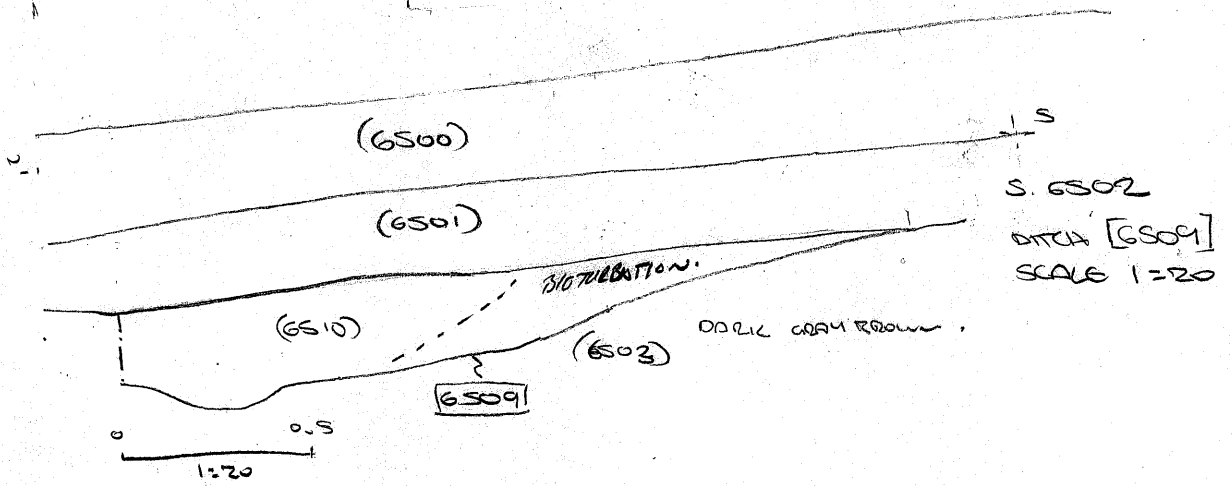 (6500)
S
(6501)
S. 6502
DITCH [6509]
SCALE 1:20
BIOTURBATION.
(6510)
DARK GRAY BROWN.
(6503)
[6509]
0 0.5
1:20